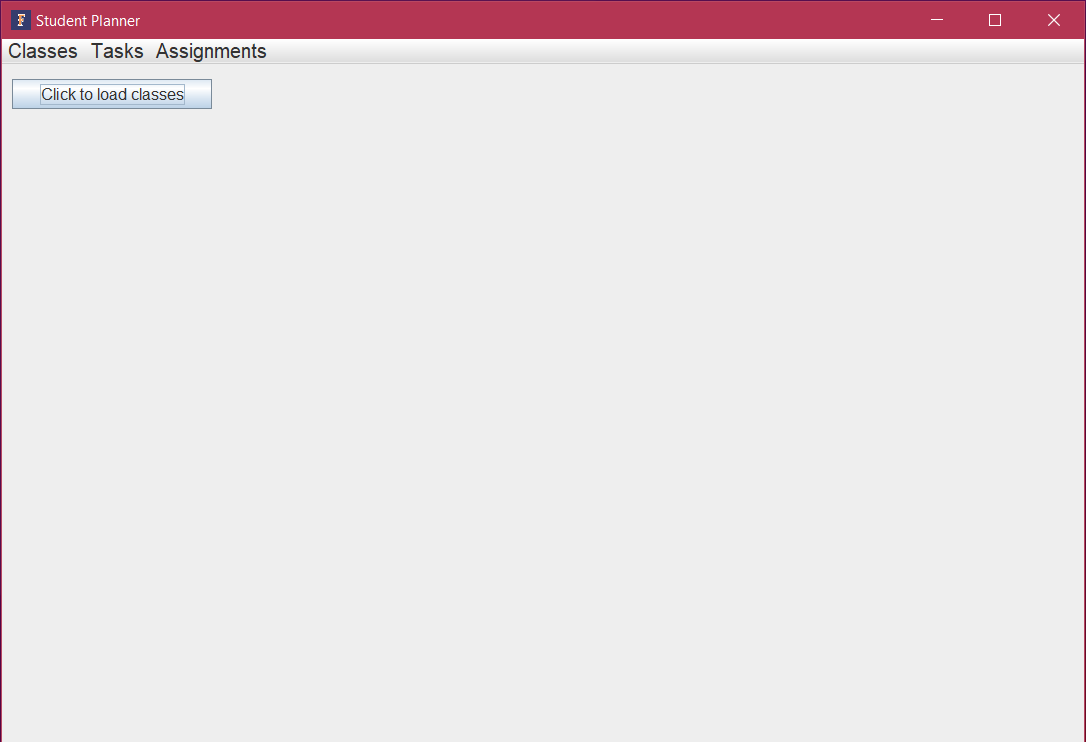 Student Planner
Classes Tasks Assignments
Click to load classes